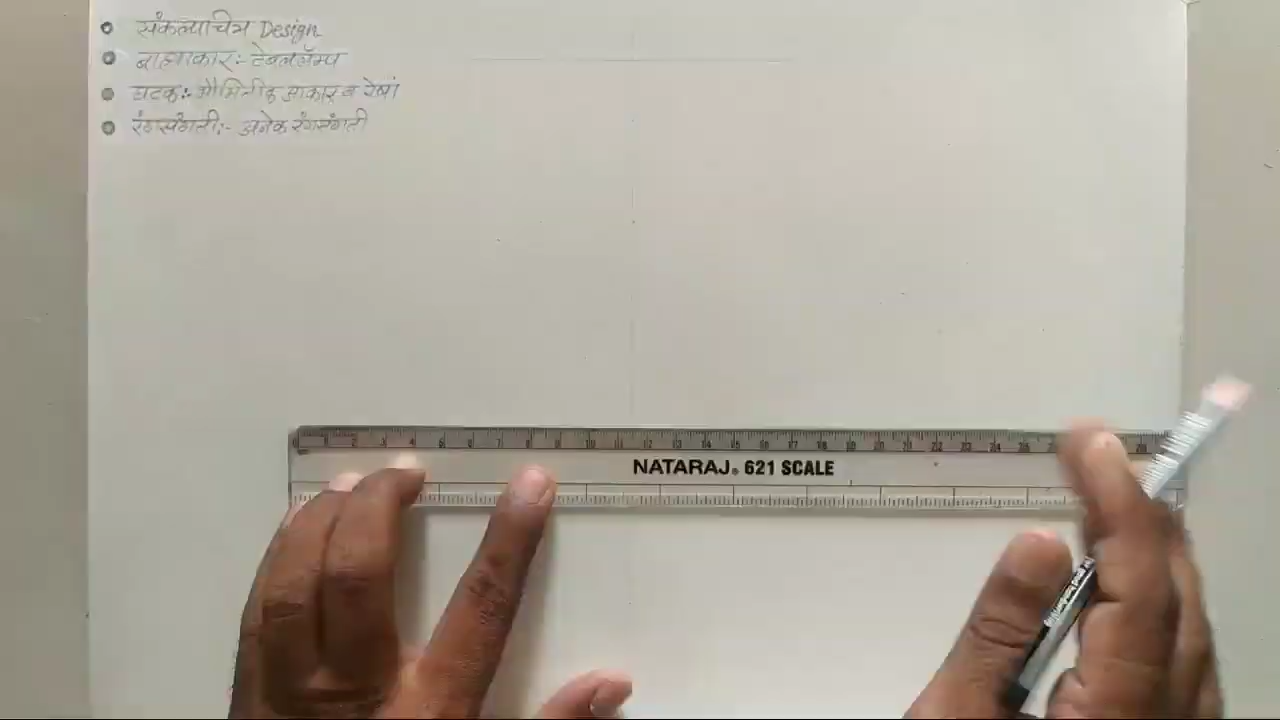 संकल्पचित्र Design
बाह्याकार:- टेबललॅम्प
घटक:- भौमितीक आकार व रेषा
रंगसंगती:- अनेक रंगसंगती
NATARAJ 621 SCALE